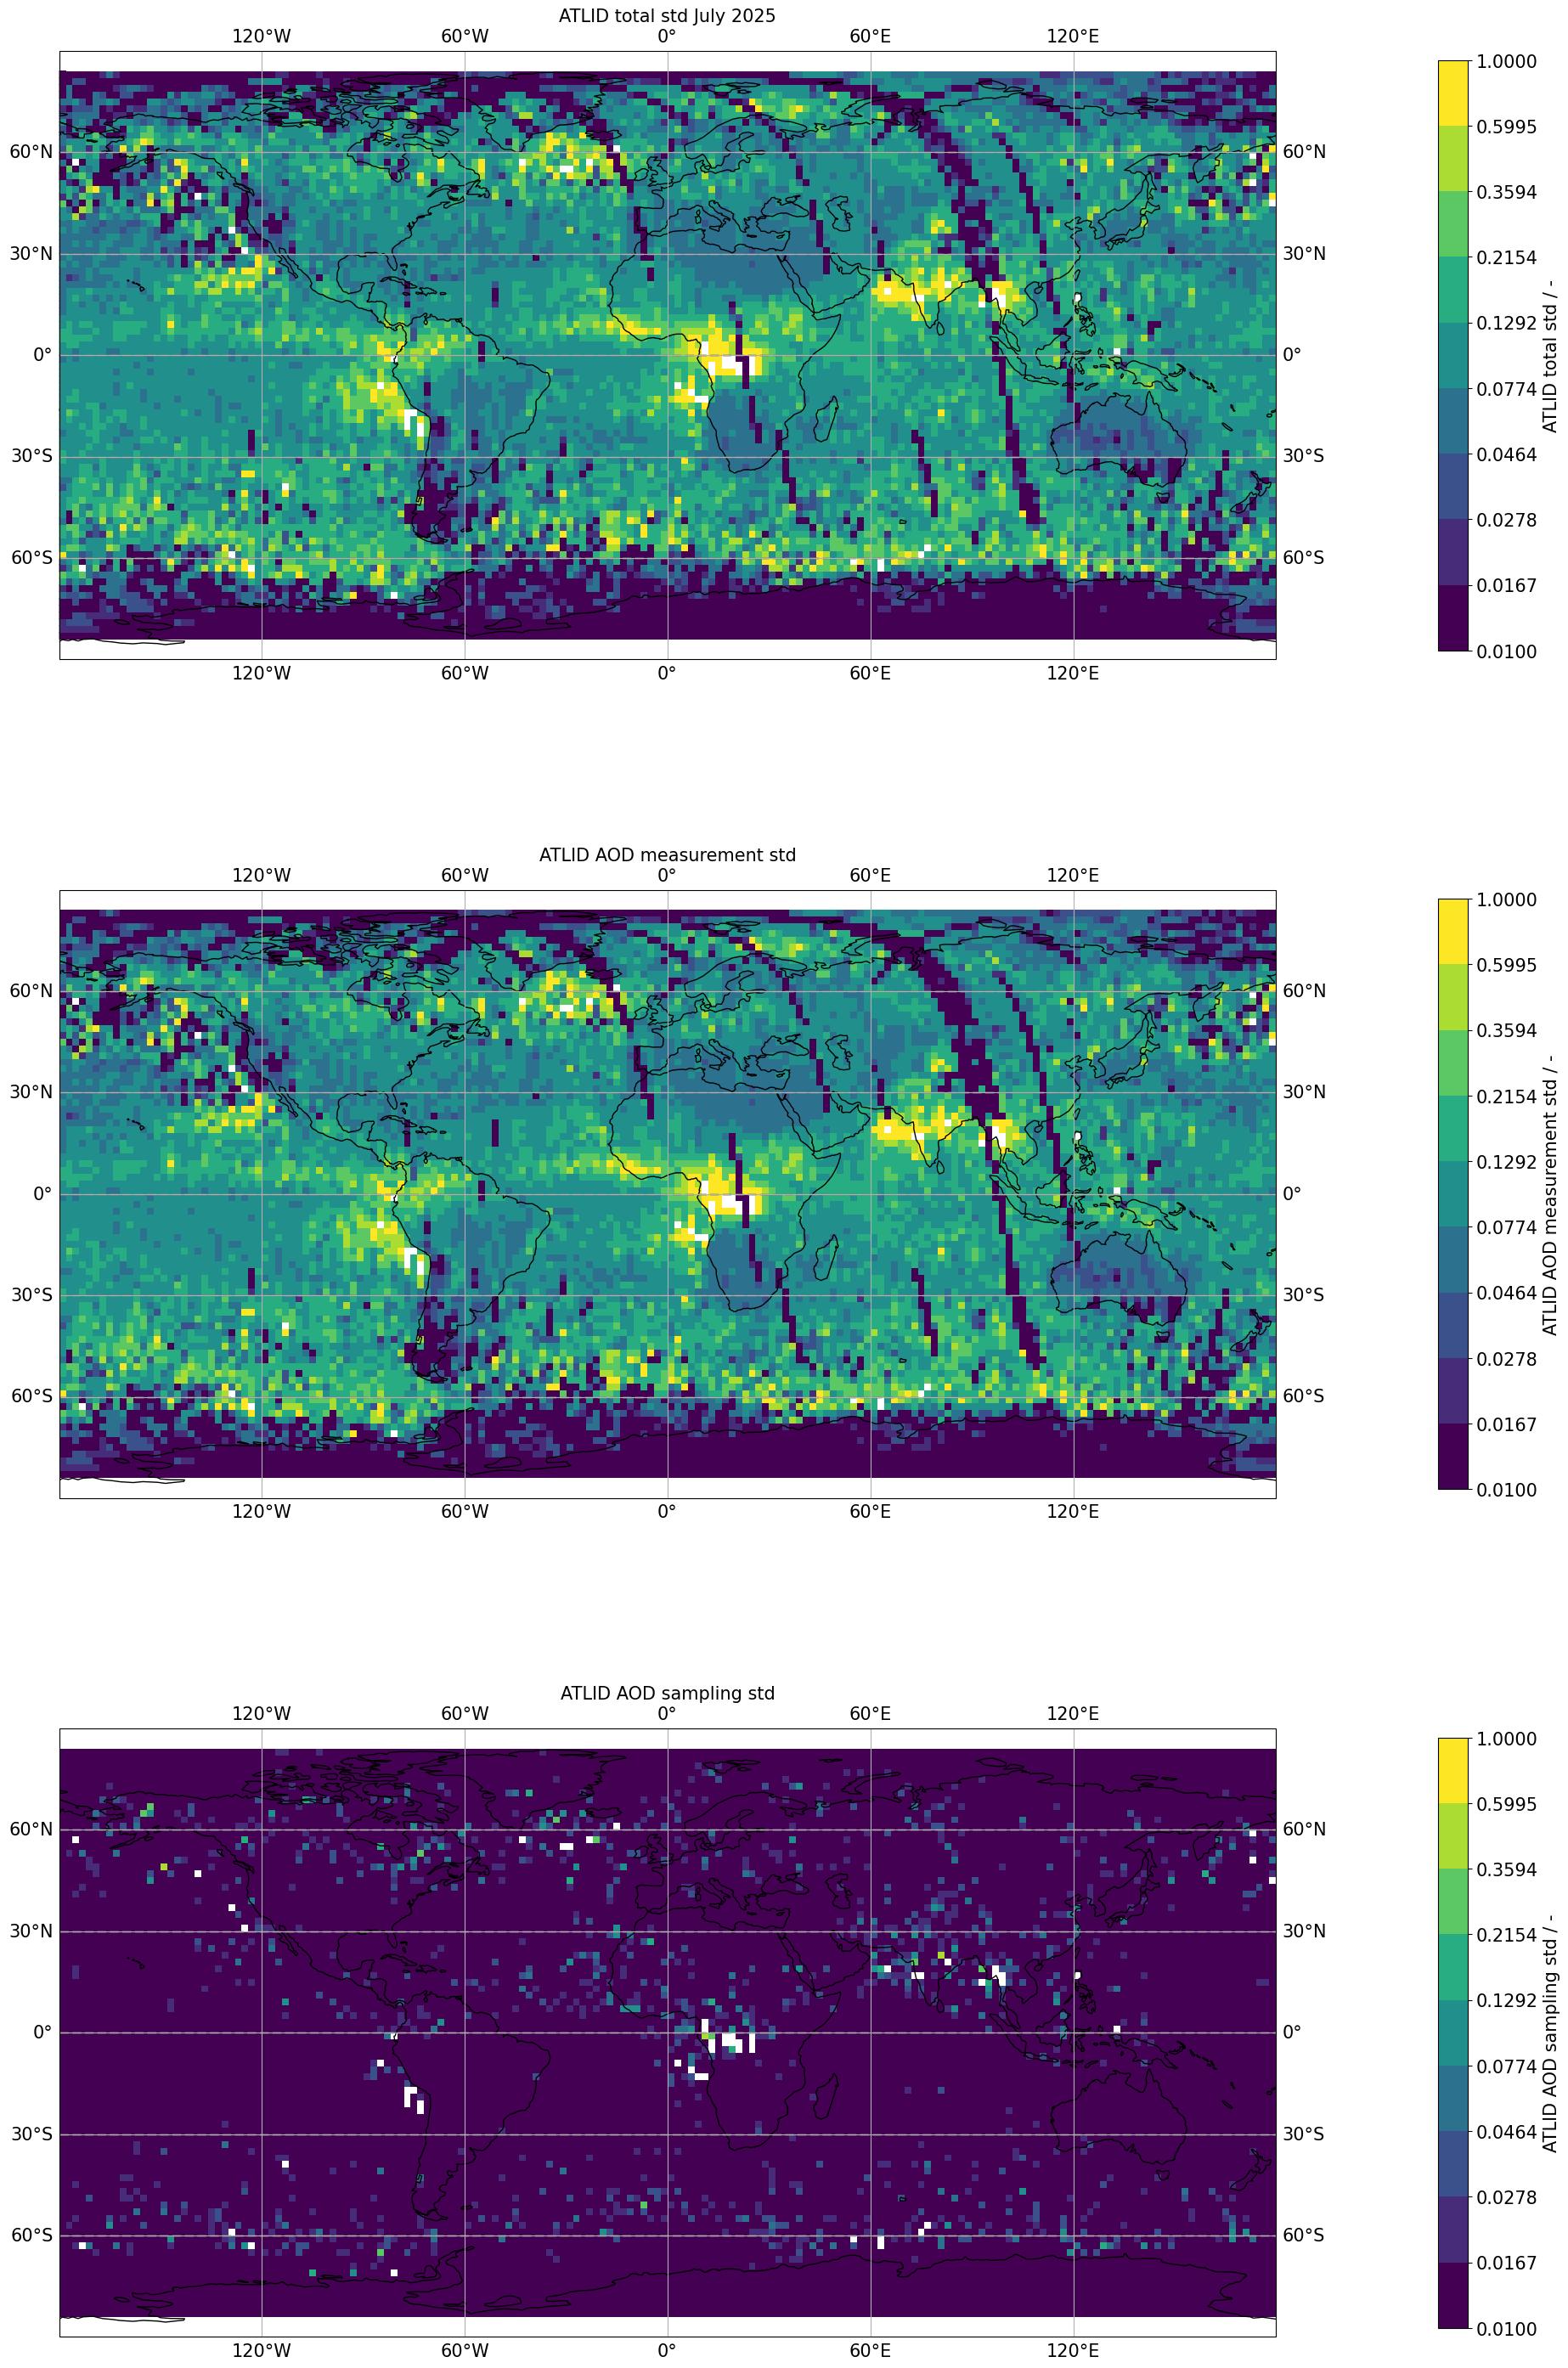 ATLID total std July 2025
120°W 60°W 0° 60°E 120°E
60°N 60°N
30°N 30°N
0° 0°
30°S 30°S
60°S 60°S
120°W 60°W 0° 60°E 120°E
1.0000
0.5995
0.3594
0.2154
0.1292
0.0774
0.0464
0.0278
0.0167
0.0100
ATLID total std / -
ATLID AOD measurement std
120°W 60°W 0° 60°E 120°E
60°N 60°N
30°N 30°N
0° 0°
30°S 30°S
60°S 60°S
120°W 60°W 0° 60°E 120°E
1.0000
0.5995
0.3594
0.2154
0.1292
0.0774
0.0464
0.0278
0.0167
0.0100
ATLID AOD measurement std / -
ATLID AOD sampling std
120°W 60°W 0° 60°E 120°E
60°N 60°N
30°N 30°N
0° 0°
30°S 30°S
60°S 60°S
120°W 60°W 0° 60°E 120°E
1.0000
0.5995
0.3594
0.2154
0.1292
0.0774
0.0464
0.0278
0.0167
0.0100
ATLID AOD sampling std / -